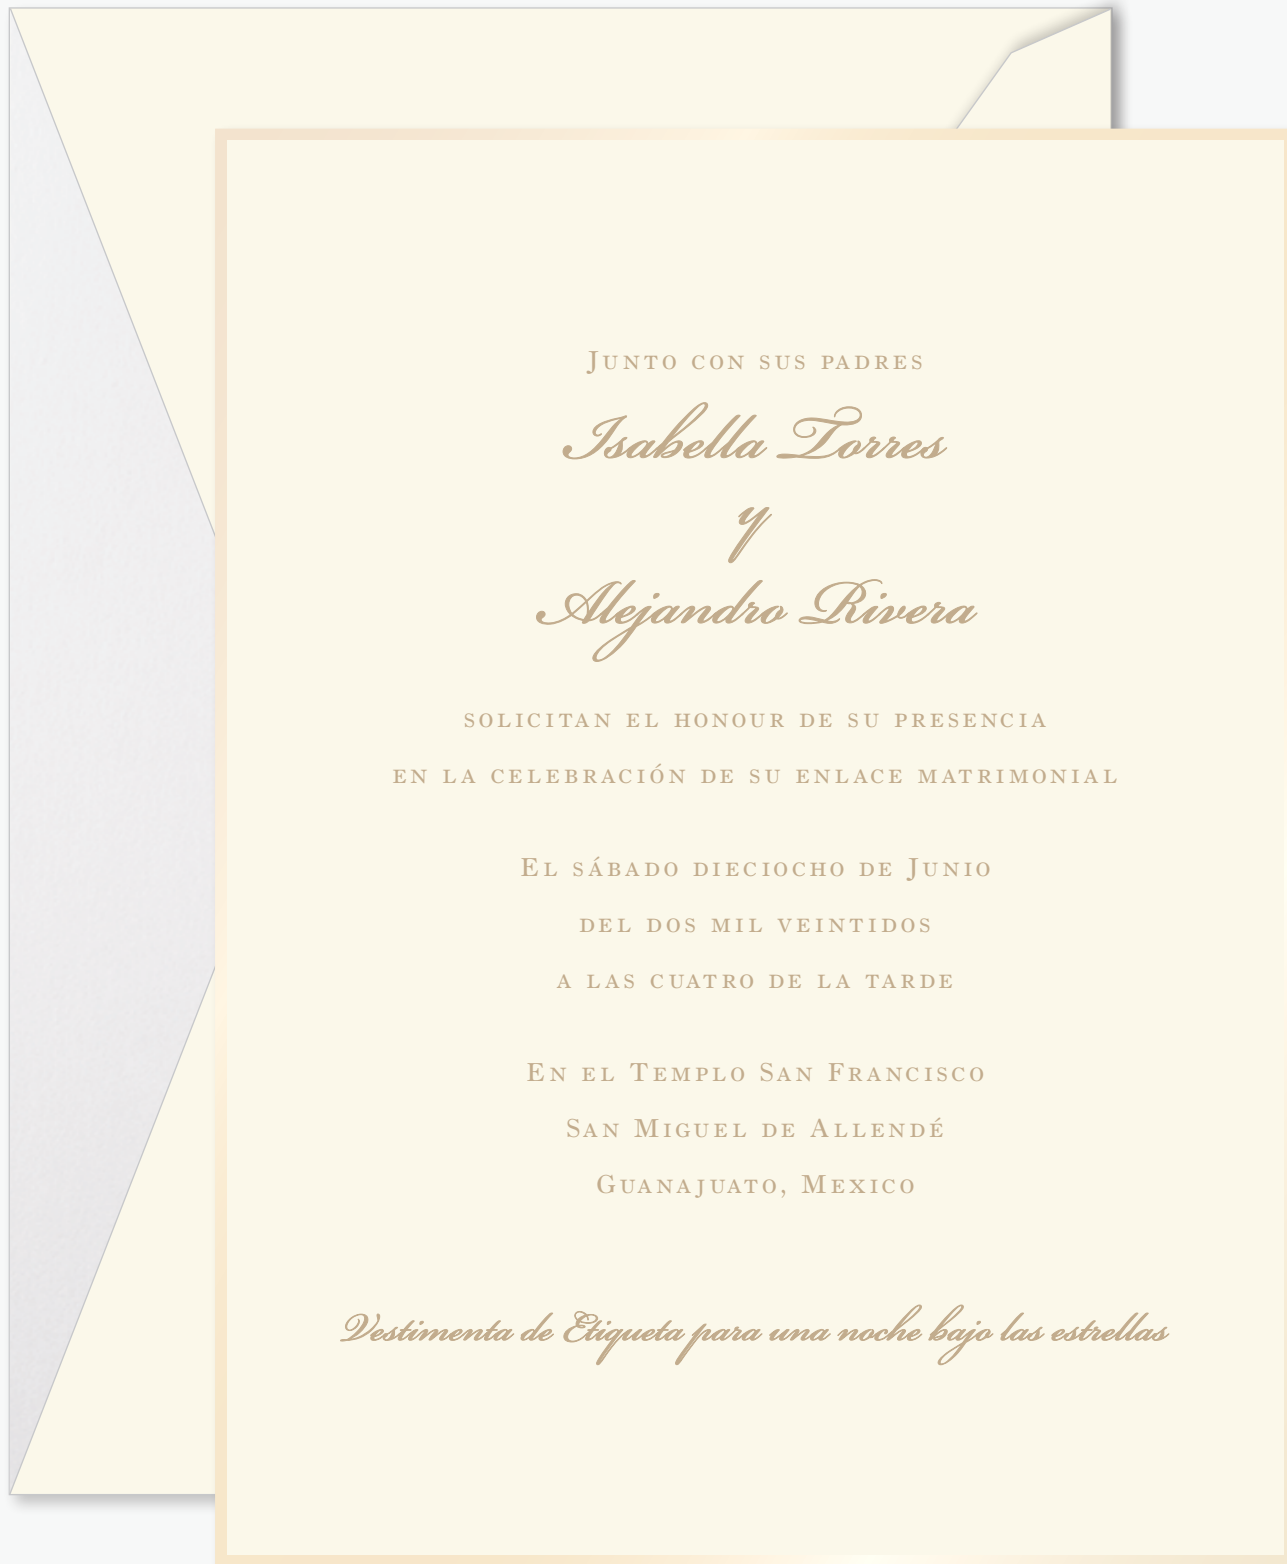 Junto con sus padres
Isabella Torres
y
Alejandro Rivera
solicitan el honour de su presencia
en la celebración de su enlace matrimonial
El sábado dieciocho de Junio
del dos mil veintidos
a las cuatro de la tarde
En el Templo San Francisco
San Miguel de Allendé
Guanajuato, Mexico
Vestimenta de Etiqueta para una noche bajo las estrellas